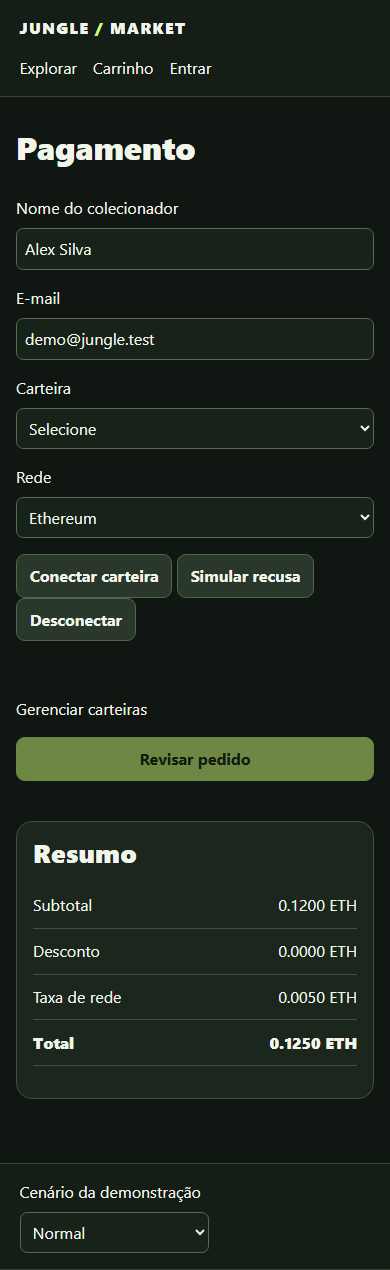 JUNGLE / MARKET
Explorar Carrinho Entrar
Pagamento
Nome do colecionador
Alex Silva
E-mail
demo@jungle.test
Carteira
Selecione
Rede
Ethereum
Conectar carteira Simular recusa
Desconectar
Gerenciar carteiras
Revisar pedido
Resumo
Subtotal 0.1200 ETH
Desconto 0.0000 ETH
Taxa de rede 0.0050 ETH
Total 0.1250 ETH
Cenário da demonstração
Normal